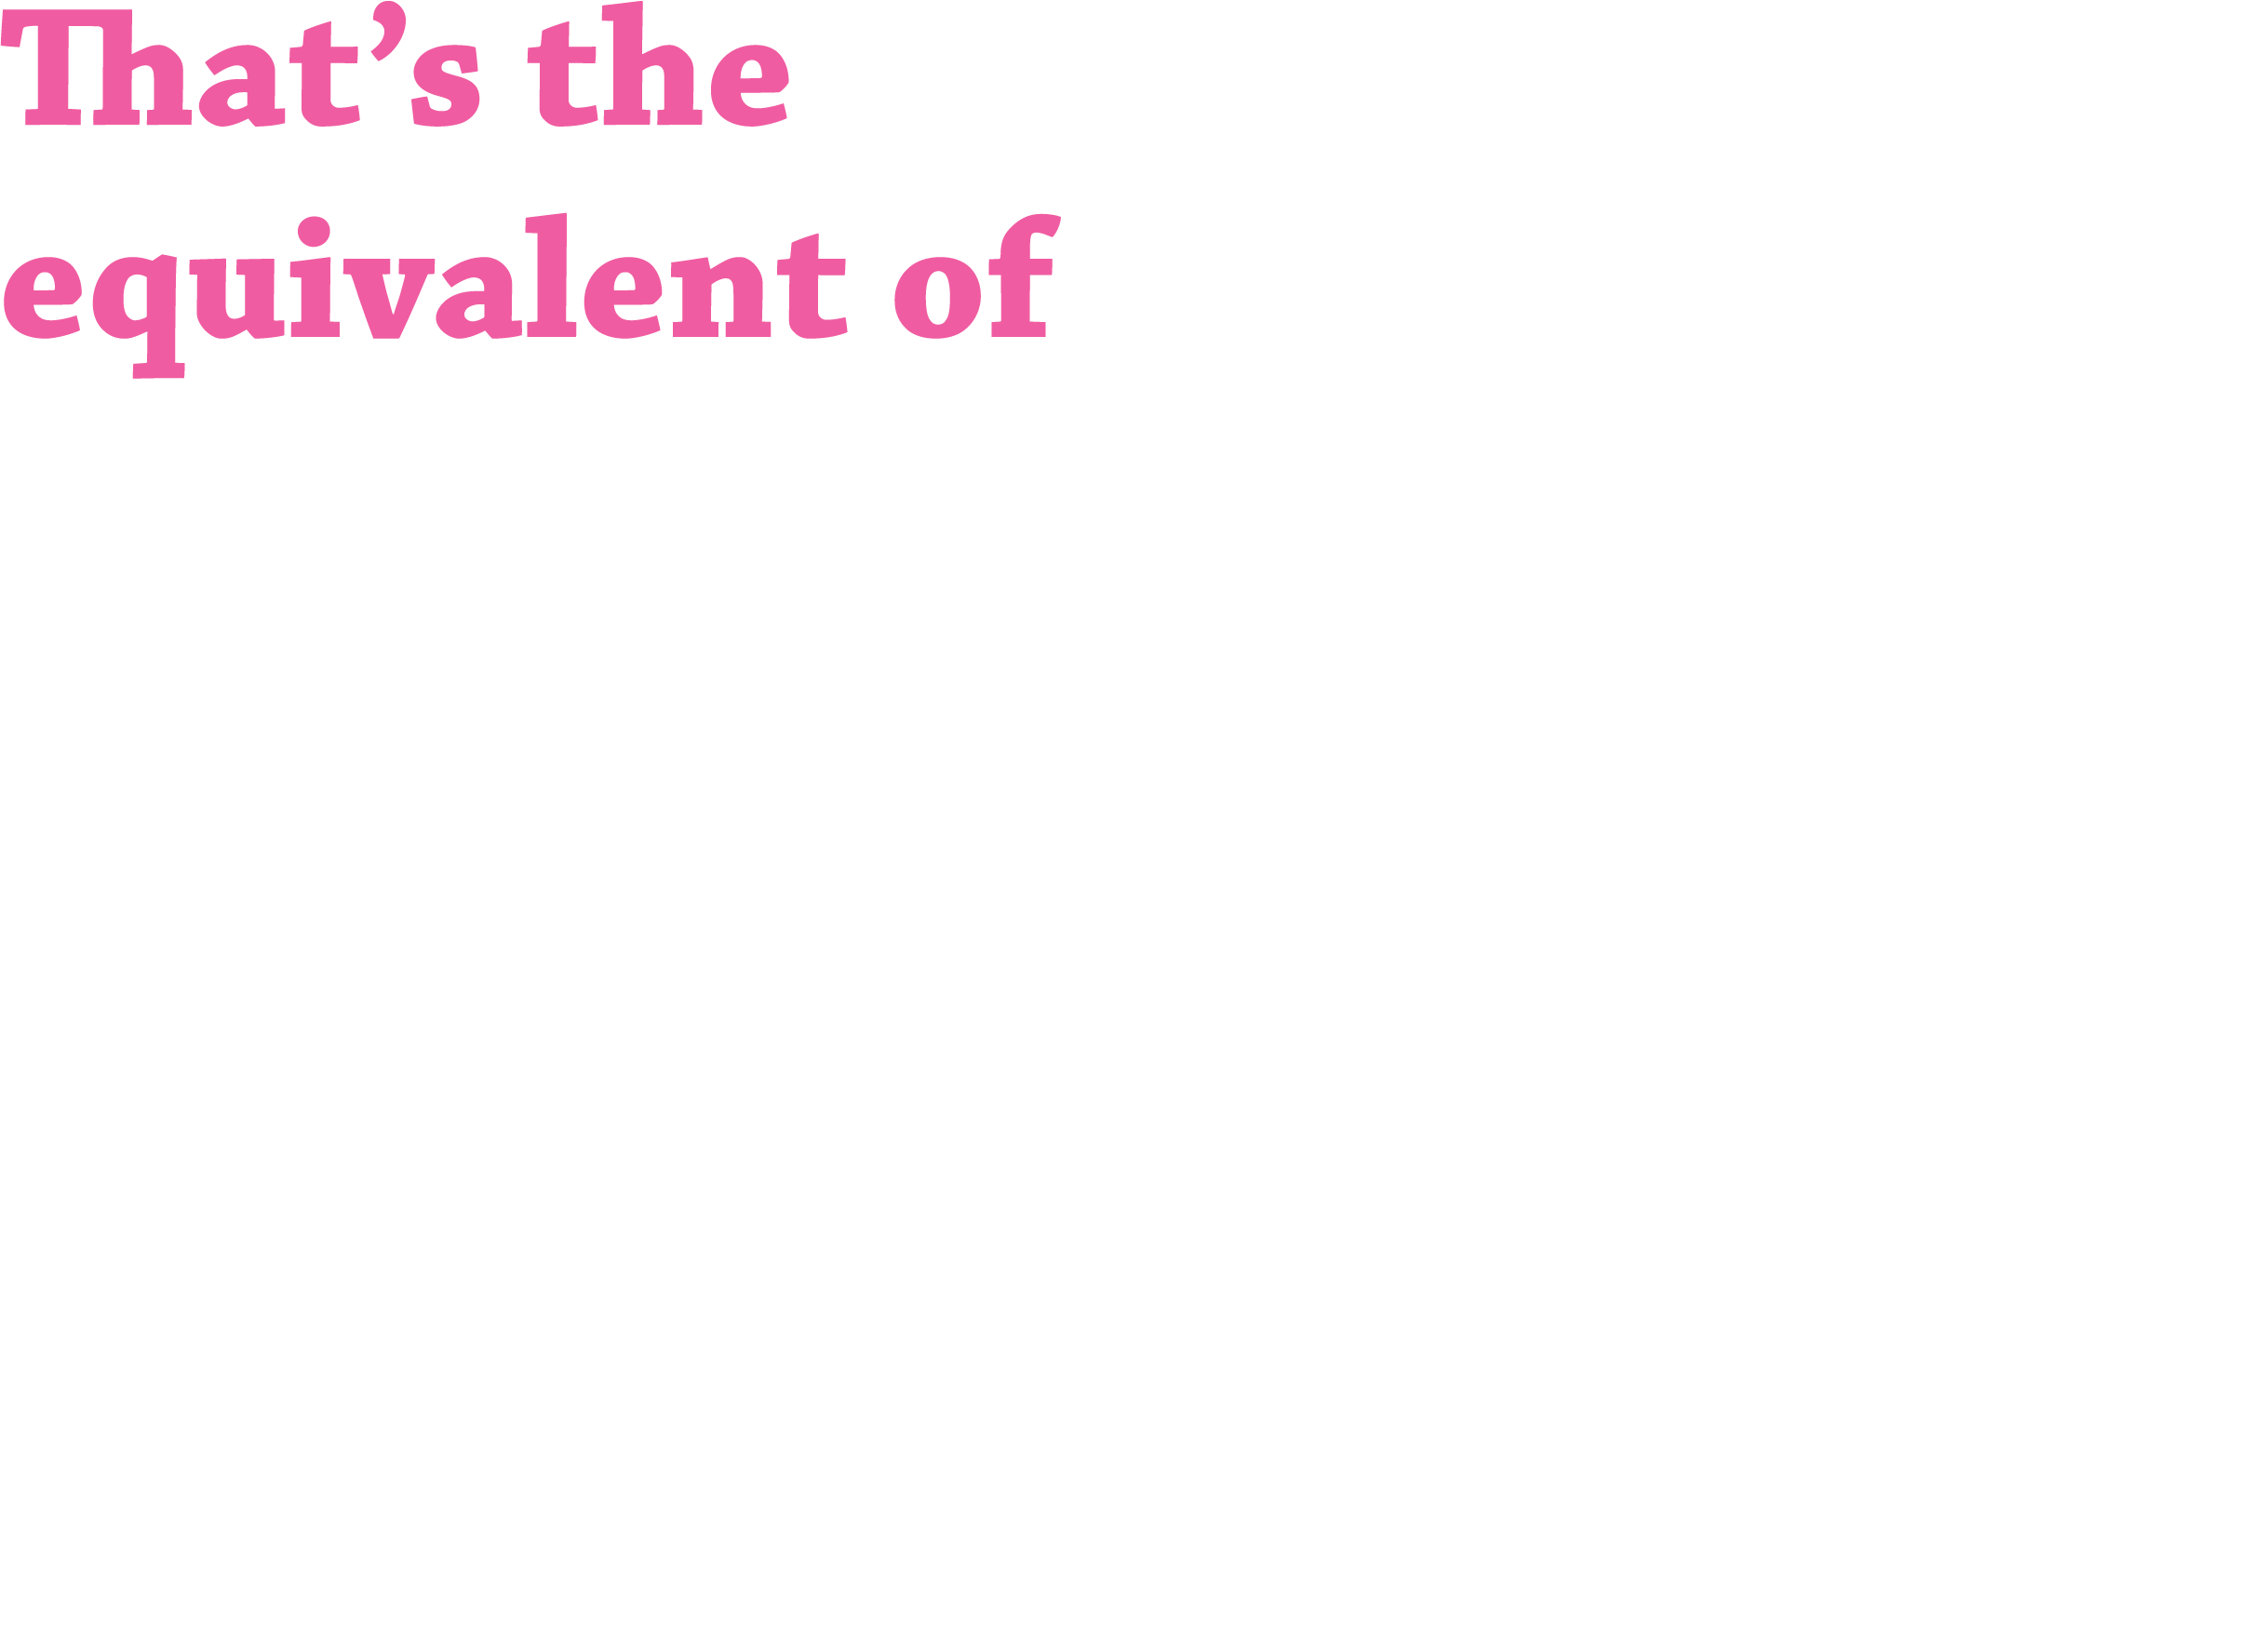 That’s the
equivalent of